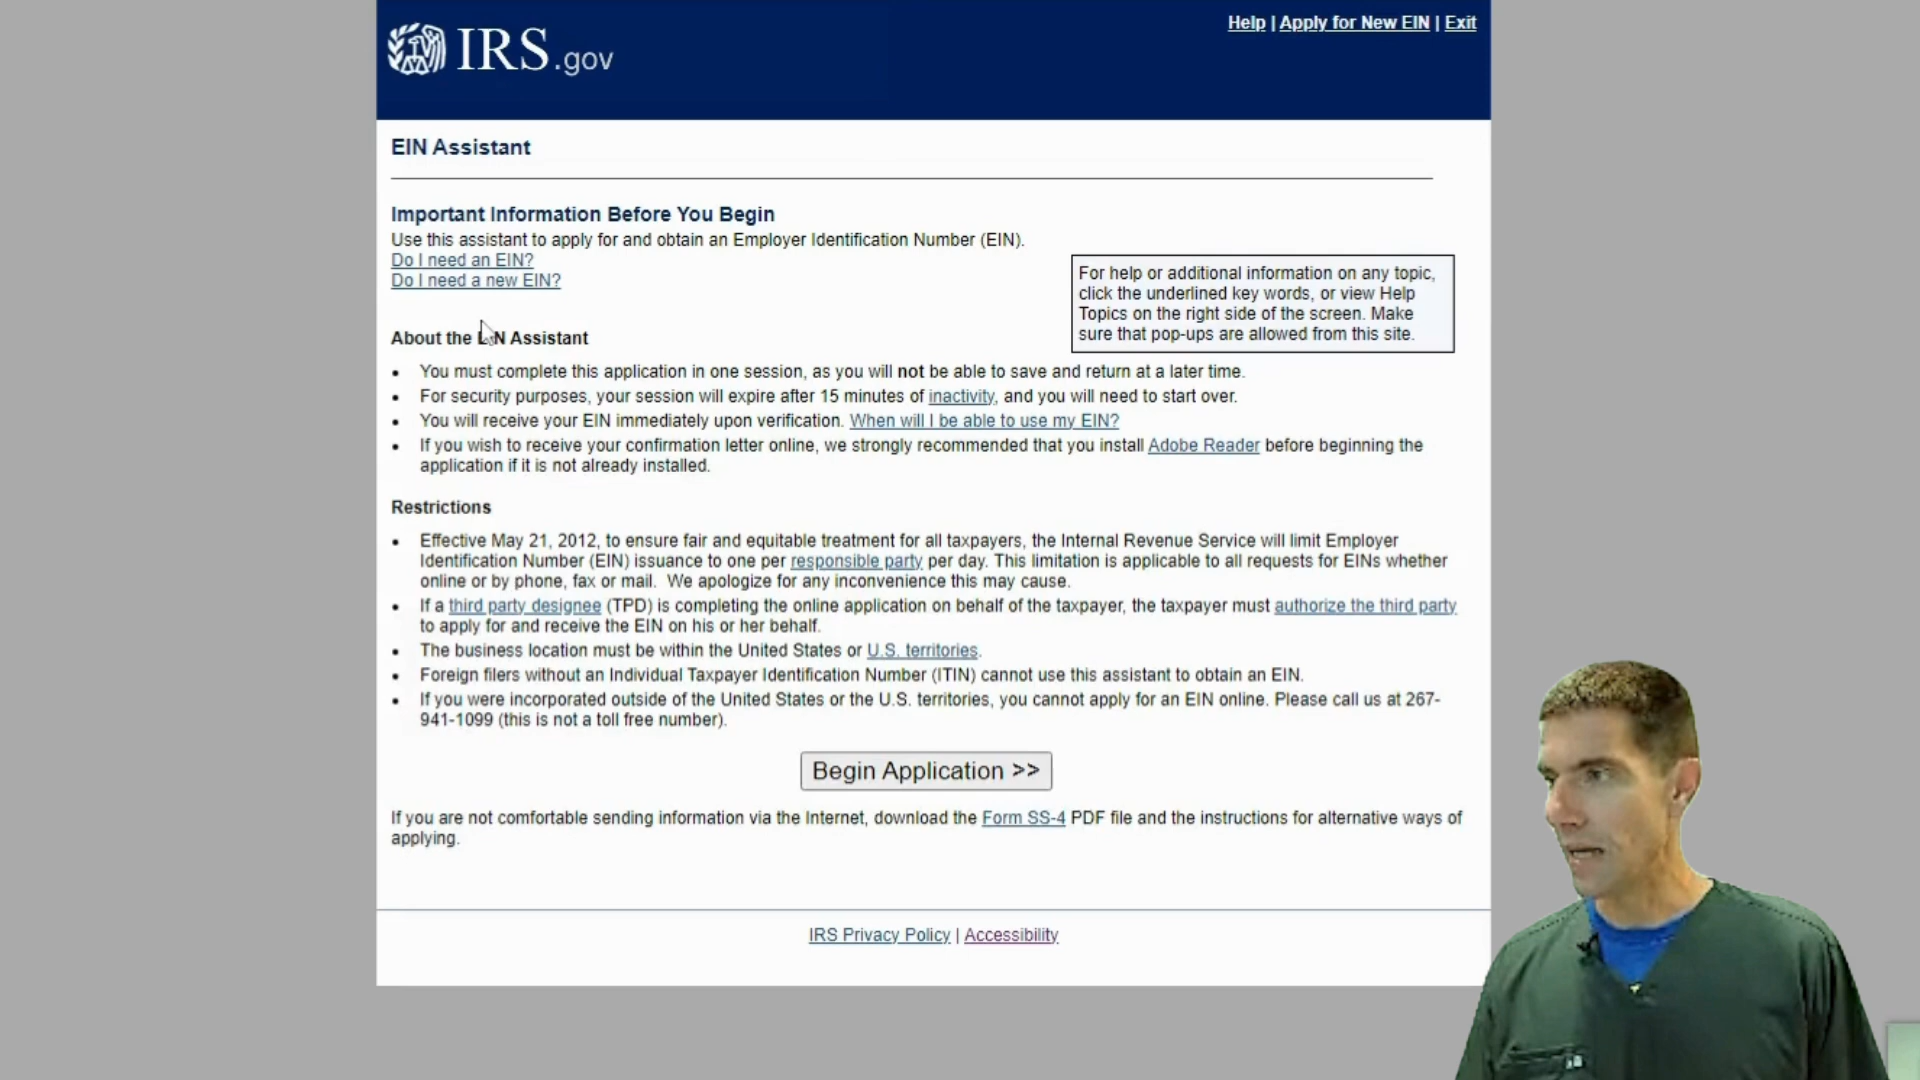 Help | Apply for New EIN | Exit
IRS.gov
EIN Assistant
Important Information Before You Begin
Use this assistant to apply for and obtain an Employer Identification Number (EIN).
Do I need an EIN?
Do I need a new EIN?
For help or additional information on any topic,
click the underlined key words, or view Help
Topics on the right side of the screen. Make
sure that pop-ups are allowed from this site.
About the EIN Assistant
• You must complete this application in one session, as you will not be able to save and return at a later time.
• For security purposes, your session will expire after 15 minutes of inactivity, and you will need to start over.
• You will receive your EIN immediately upon verification. When will I be able to use my EIN?
• If you wish to receive your confirmation letter online, we strongly recommended that you install Adobe Reader before beginning the
application if it is not already installed.
Restrictions
• Effective May 21, 2012, to ensure fair and equitable treatment for all taxpayers, the Internal Revenue Service will limit Employer
Identification Number (EIN) issuance to one per responsible party per day. This limitation is applicable to all requests for EINs whether
online or by phone, fax or mail. We apologize for any inconvenience this may cause.
• If a third party designee (TPD) is completing the online application on behalf of the taxpayer, the taxpayer must authorize the third party
to apply for and receive the EIN on his or her behalf.
• The business location must be within the United States or U.S. territories.
• Foreign filers without an Individual Taxpayer Identification Number (ITIN) cannot use this assistant to obtain an EIN.
• If you were incorporated outside of the United States or the U.S. territories, you cannot apply for an EIN online. Please call us at 267-
941-1099 (this is not a toll free number).
Begin Application >>
If you are not comfortable sending information via the Internet, download the Form SS-4 PDF file and the instructions for alternative ways of
applying.
IRS Privacy Policy | Accessibility